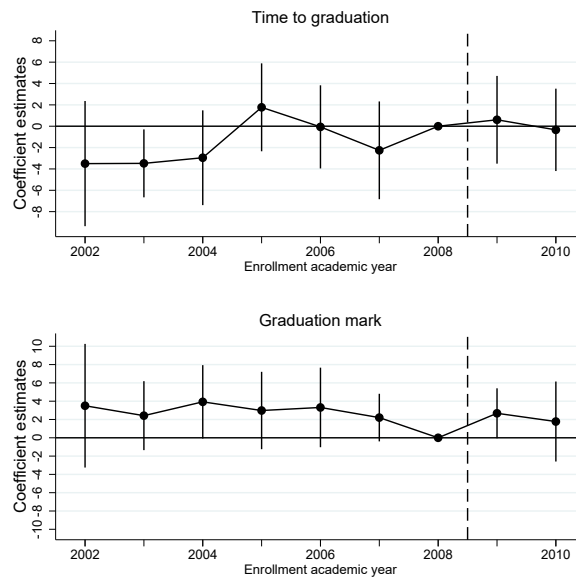 Time to graduation
Coefficient estimates
8
6
4
2
0
-2
-4
-6
-8
2002 2004 2006 2008 2010
Enrollment academic year
Graduation mark
Coefficient estimates
10
8
6
4
2
0
-2
-4
-6
-8
-10
2002 2004 2006 2008 2010
Enrollment academic year